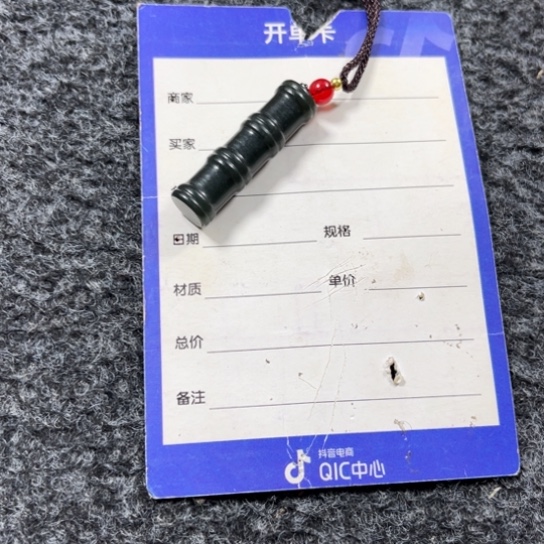 开单卡
商家
买家
日期 规格
材质 单价
总价
备注
抖音电商
QIC中心